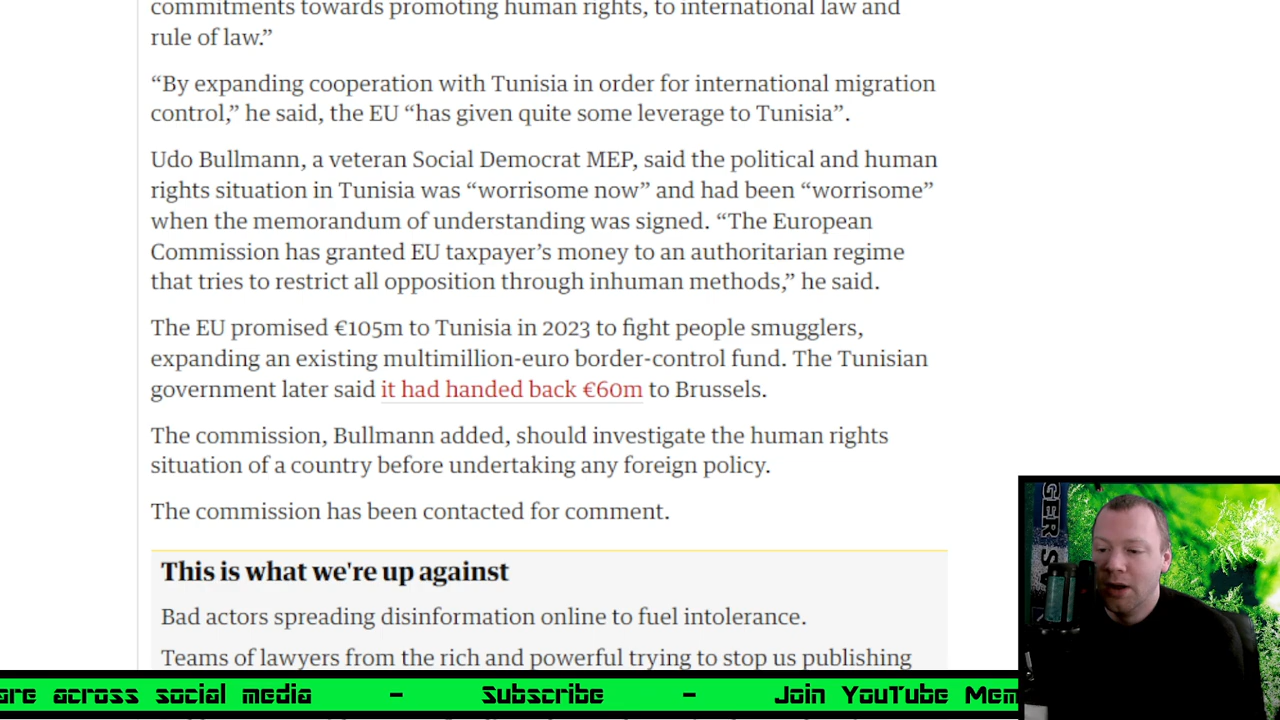 commitments towards promoting human rights, to international law and
rule of law.”
“By expanding cooperation with Tunisia in order for international migration
control,” he said, the EU “has given quite some leverage to Tunisia”.
Udo Bullmann, a veteran Social Democrat MEP, said the political and human
rights situation in Tunisia was “worrisome now” and had been “worrisome”
when the memorandum of understanding was signed. “The European
Commission has granted EU taxpayer’s money to an authoritarian regime
that tries to restrict all opposition through inhuman methods,” he said.
The EU promised €105m to Tunisia in 2023 to fight people smugglers,
expanding an existing multimillion-euro border-control fund. The Tunisian
government later said it had handed back €60m to Brussels.
The commission, Bullmann added, should investigate the human rights
situation of a country before undertaking any foreign policy.
The commission has been contacted for comment.
This is what we're up against
Bad actors spreading disinformation online to fuel intolerance.
Teams of lawyers from the rich and powerful trying to stop us publishing
are across social media - Subscribe - Join YouTube Mem